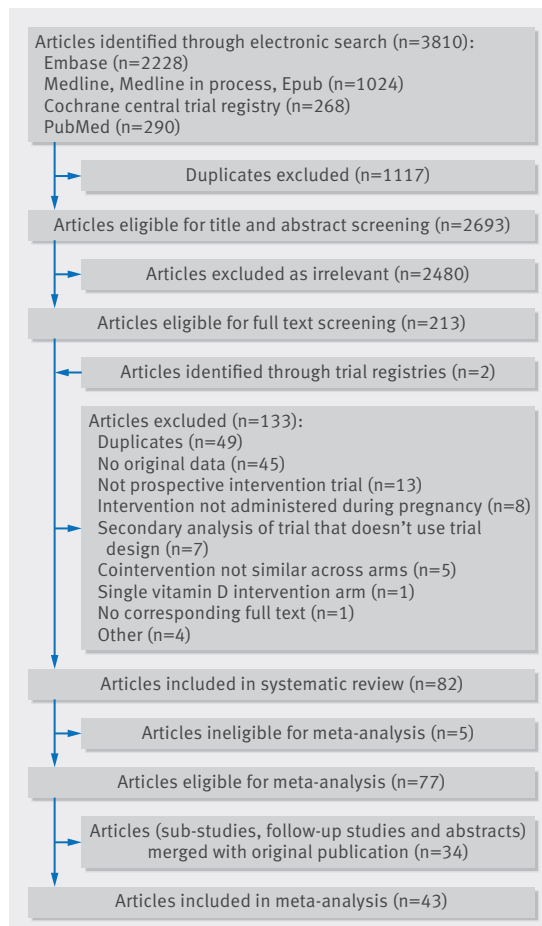 Articles identified through electronic search (n=3810):
Embase (n=2228)
Medline, Medline in process, Epub (n=1024)
Cochrane central trial registry (n=268)
PubMed (n=290)
Duplicates excluded (n=1117)
Articles eligible for title and abstract screening (n=2693)
Articles excluded as irrelevant (n=2480)
Articles eligible for full text screening (n=213)
Articles identified through trial registries (n=2)
Articles excluded (n=133):
Duplicates (n=49)
No original data (n=45)
Not prospective intervention trial (n=13)
Intervention not administered during pregnancy (n=8)
Secondary analysis of trial that doesn't use trial
design (n=7)
Cointervention not similar across arms (n=5)
Single vitamin D intervention arm (n=1)
No corresponding full text (n=1)
Other (n=4)
Articles included in systematic review (n=82)
Articles ineligible for meta-analysis (n=5)
Articles eligible for meta-analysis (n=77)
Articles (sub-studies, follow-up studies and abstracts)
merged with original publication (n=34)
Articles included in meta-analysis (n=43)